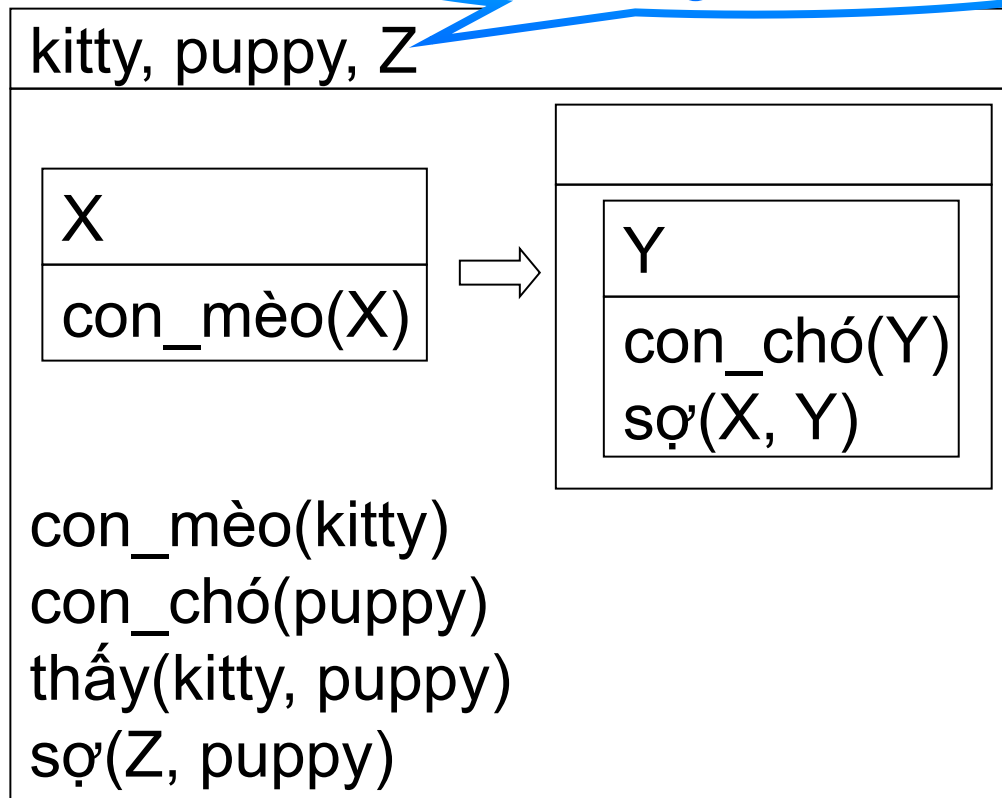 kitty, puppy, Z
X
con_mèo(X)
Y
con_chó(Y)
sợ(X, Y)
con_mèo(kitty)
con_chó(puppy)
thấy(kitty, puppy)
sợ(Z, puppy)